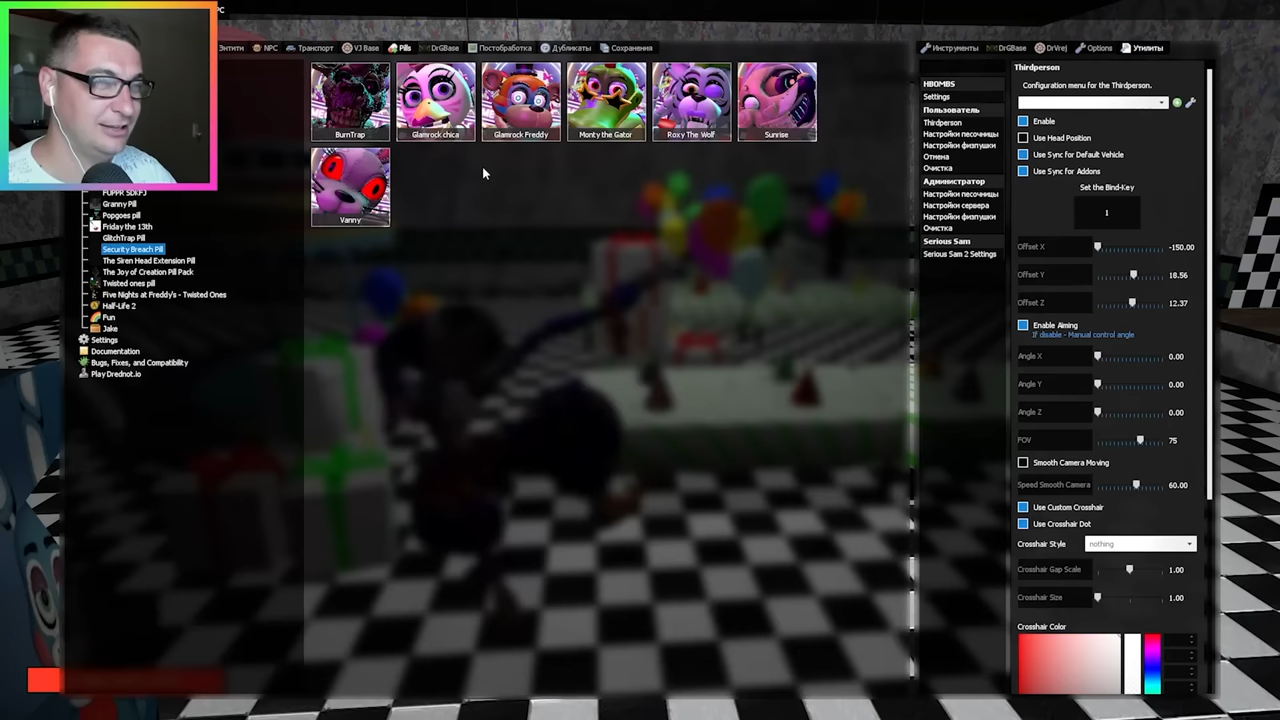 PC
Энтити NPC Транспорт VJ Base Pills DrGBase Постобработка Дубликаты Сохранения
Инструменты DrGBase DrVrej Options Утилиты
BurnTrap
Glamrock chica
Glamrock Freddy
Monty the Gator
Roxy The Wolf
Sunrise
Vanny
FUPPR SDKFJ
Granny Pill
Popgoes pill
Friday the 13th
GlitchTrap Pill
Security Breach Pill
The Siren Head Extension Pill
The Joy of Creation Pill Pack
Twisted ones pill
Five Nights at Freddy's - Twisted Ones
Half-Life 2
Fun
Jake
Settings
Documentation
Bugs, Fixes, and Compatibility
Play Drednot.io
HBOMBS
Settings
Пользователь
Thirdperson
Настройки песочницы
Настройки физпушки
Отмена
Очистка
Администратор
Настройки песочницы
Настройки сервера
Настройки физпушки
Очистка
Serious Sam
Serious Sam 2 Settings
Thirdperson
Configuration menu for the Thirdperson.
Enable
Use Head Position
Use Sync for Default Vehicle
Use Sync for Addons
Set the Bind-Key
1
Offset X -150.00
Offset Y 18.56
Offset Z 12.37
Enable Aiming
If disable - Manual control angle
Angle X 0.00
Angle Y 0.00
Angle Z 0.00
FOV 75
Smooth Camera Moving
Speed Smooth Camera 60.00
Use Custom Crosshair
Use Crosshair Dot
Crosshair Style nothing
Crosshair Gap Scale 1.00
Crosshair Size 1.00
Crosshair Color